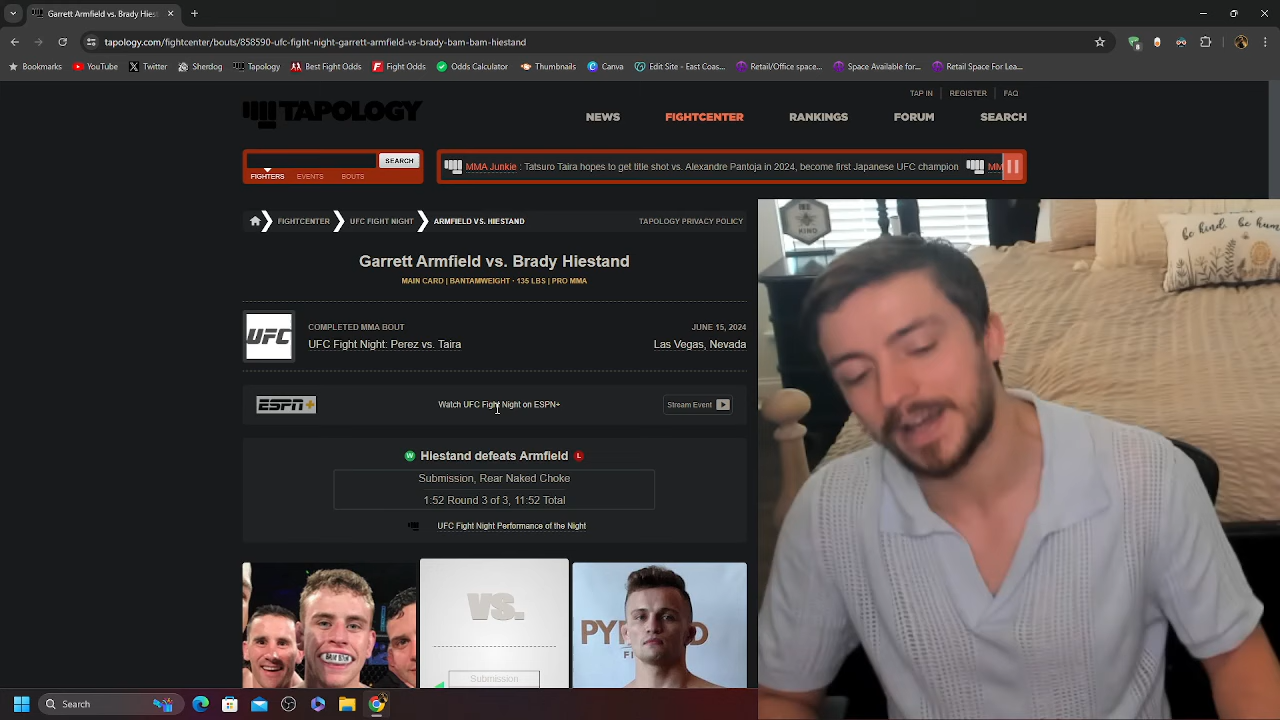 Garrett Armfield vs. Brady Hiest
tapology.com/fightcenter/bouts/858590-ufc-fight-night-garrett-armfield-vs-brady-bam-bam-hiestand
Bookmarks YouTube Twitter Sherdog Tapology Best Fight Odds Fight Odds Odds Calculator Thumbnails Canva Edit Site - East Coas... Retail/Office space... Space Available for... Retail Space For Lea...
TAP IN REGISTER FAQ
TAPOLOGY
NEWS FIGHTCENTER RANKINGS FORUM SEARCH
SEARCH
MMA Junkie : Tatsuro Taira hopes to get title shot vs. Alexandre Pantoja in 2024, become first Japanese UFC champion MM
FIGHTERS EVENTS BOUTS
FIGHTCENTER UFC FIGHT NIGHT ARMFIELD VS. HIESTAND TAPOLOGY PRIVACY POLICY
Garrett Armfield vs. Brady Hiestand
MAIN CARD | BANTAMWEIGHT · 135 LBS | PRO MMA
UFC
COMPLETED MMA BOUT JUNE 15, 2024
UFC Fight Night: Perez vs. Taira Las Vegas, Nevada
ESPN+ Watch UFC Fight Night on ESPN+ Stream Event
W Hiestand defeats Armfield L
Submission, Rear Naked Choke
1:52 Round 3 of 3, 11:52 Total
UFC Fight Night Performance of the Night
VS.
Submission
KIND
be kind. be hum
Search